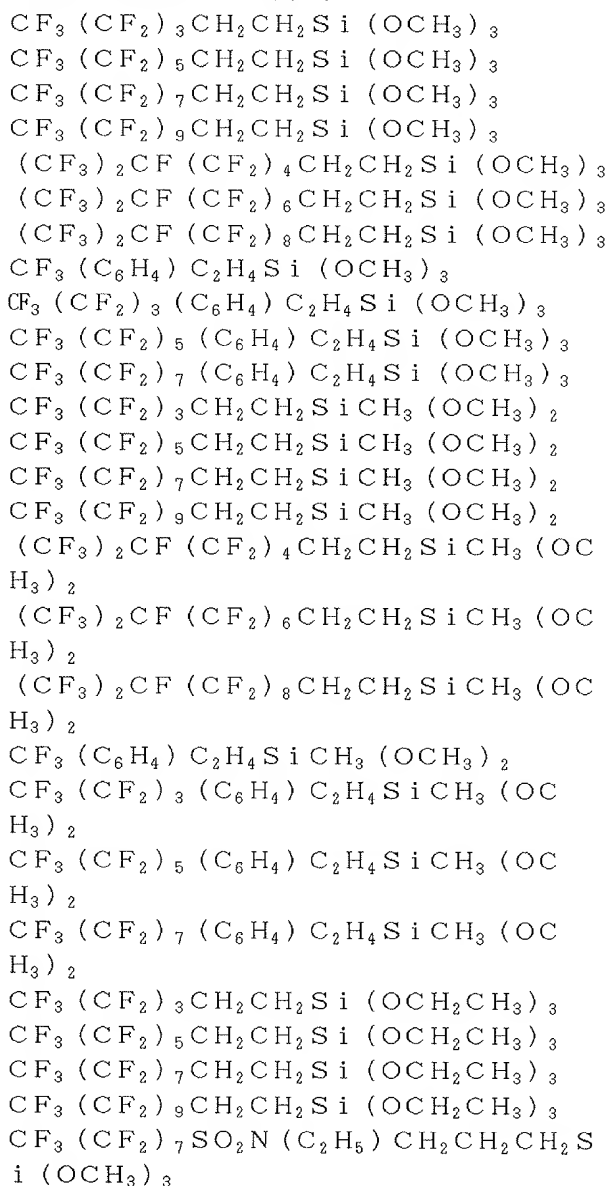 CF₃(CF₂)₃CH₂CH₂Si(OCH₃)₃
CF₃(CF₂)₅CH₂CH₂Si(OCH₃)₃
CF₃(CF₂)₇CH₂CH₂Si(OCH₃)₃
CF₃(CF₂)₉CH₂CH₂Si(OCH₃)₃
(CF₃)₂CF(CF₂)₄CH₂CH₂Si(OCH₃)₃
(CF₃)₂CF(CF₂)₆CH₂CH₂Si(OCH₃)₃
(CF₃)₂CF(CF₂)₈CH₂CH₂Si(OCH₃)₃
CF₃(C₆H₄)C₂H₄Si(OCH₃)₃
CF₃(CF₂)₃(C₆H₄)C₂H₄Si(OCH₃)₃
CF₃(CF₂)₅(C₆H₄)C₂H₄Si(OCH₃)₃
CF₃(CF₂)₇(C₆H₄)C₂H₄Si(OCH₃)₃
CF₃(CF₂)₃CH₂CH₂SiCH₃(OCH₃)₂
CF₃(CF₂)₅CH₂CH₂SiCH₃(OCH₃)₂
CF₃(CF₂)₇CH₂CH₂SiCH₃(OCH₃)₂
CF₃(CF₂)₉CH₂CH₂SiCH₃(OCH₃)₂
(CF₃)₂CF(CF₂)₄CH₂CH₂SiCH₃(OC
H₃)₂
(CF₃)₂CF(CF₂)₆CH₂CH₂SiCH₃(OC
H₃)₂
(CF₃)₂CF(CF₂)₈CH₂CH₂SiCH₃(OC
H₃)₂
CF₃(C₆H₄)C₂H₄SiCH₃(OCH₃)₂
CF₃(CF₂)₃(C₆H₄)C₂H₄SiCH₃(OC
H₃)₂
CF₃(CF₂)₅(C₆H₄)C₂H₄SiCH₃(OC
H₃)₂
CF₃(CF₂)₇(C₆H₄)C₂H₄SiCH₃(OC
H₃)₂
CF₃(CF₂)₃CH₂CH₂Si(OCH₂CH₃)₃
CF₃(CF₂)₅CH₂CH₂Si(OCH₂CH₃)₃
CF₃(CF₂)₇CH₂CH₂Si(OCH₂CH₃)₃
CF₃(CF₂)₉CH₂CH₂Si(OCH₂CH₃)₃
CF₃(CF₂)₇SO₂N(C₂H₅)CH₂CH₂CH₂S
i(OCH₃)₃